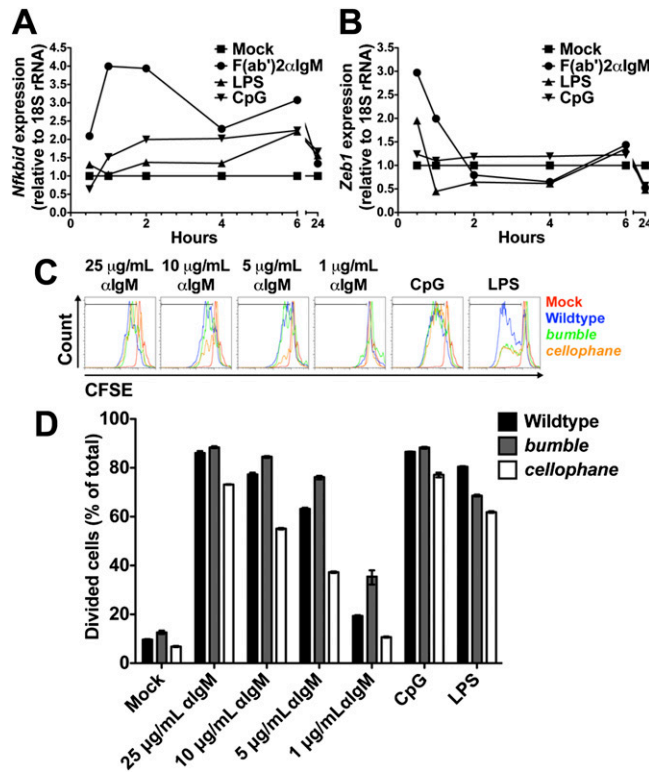 A
Nfkbid expression
(relative to 18S rRNA)
4.5
4.0
3.5
3.0
2.5
2.0
1.5
1.0
0.5
0.0
Mock
F(ab')2αIgM
LPS
CpG
0 2 4 6 24
Hours
B
Zeb1 expression
(relative to 18S rRNA)
4.0
3.5
3.0
2.5
2.0
1.5
1.0
0.5
0.0
Mock
F(ab')2αIgM
LPS
CpG
0 2 4 6 24
Hours
C
25 µg/mL αIgM
10 µg/mL αIgM
5 µg/mL αIgM
1 µg/mL αIgM
CpG
LPS
Count
CFSE
Mock
Wildtype
bumble
cellophane
D
Divided cells (% of total)
100
80
60
40
20
0
Wildtype
bumble
cellophane
Mock
25 µg/mL αIgM
10 µg/mL αIgM
5 µg/mL αIgM
1 µg/mLαIgM
CpG
LPS